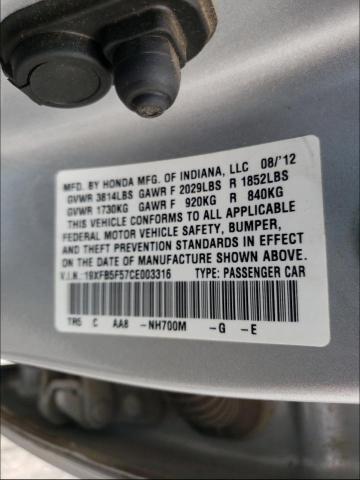 MFD. BY HONDA MFG. OF INDIANA, LLC 08/'12
GVWR 3814LBS GAWR F 2029LBS R 1852LBS
GVWR 1730KG GAWR F 920KG R 840KG
THIS VEHICLE CONFORMS TO ALL APPLICABLE
FEDERAL MOTOR VEHICLE SAFETY, BUMPER,
AND THEFT PREVENTION STANDARDS IN EFFECT
ON THE DATE OF MANUFACTURE SHOWN ABOVE.
V.I.N.: 19XFB5F57CE003316 TYPE: PASSENGER CAR
TR5 C AA8 -NH700M -G -E